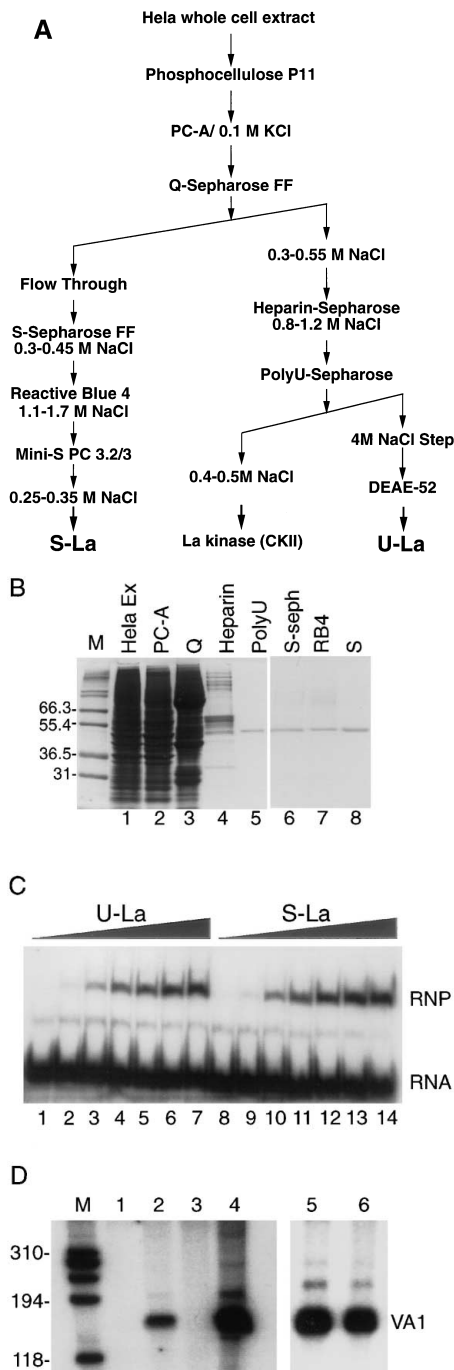 A
Hela whole cell extract
Phosphocellulose P11
PC-A/ 0.1 M KCl
Q-Sepharose FF
0.3-0.55 M NaCl
Flow Through
Heparin-Sepharose
0.8-1.2 M NaCl
S-Sepharose FF
0.3-0.45 M NaCl
PolyU-Sepharose
Reactive Blue 4
1.1-1.7 M NaCl
4M NaCl Step
Mini-S PC 3.2/3
0.4-0.5M NaCl
DEAE-52
0.25-0.35 M NaCl
S-La
La kinase (CKII)
U-La
B
M Hela Ex PC-A Q Heparin PolyU S-seph RB4 S
66.3-
55.4-
36.5-
31-
1 2 3 4 5 6 7 8
C
U-La S-La
RNP
RNA
1 2 3 4 5 6 7 8 9 10 11 12 13 14
D
M 1 2 3 4 5 6
310-
194-
VA1
118-